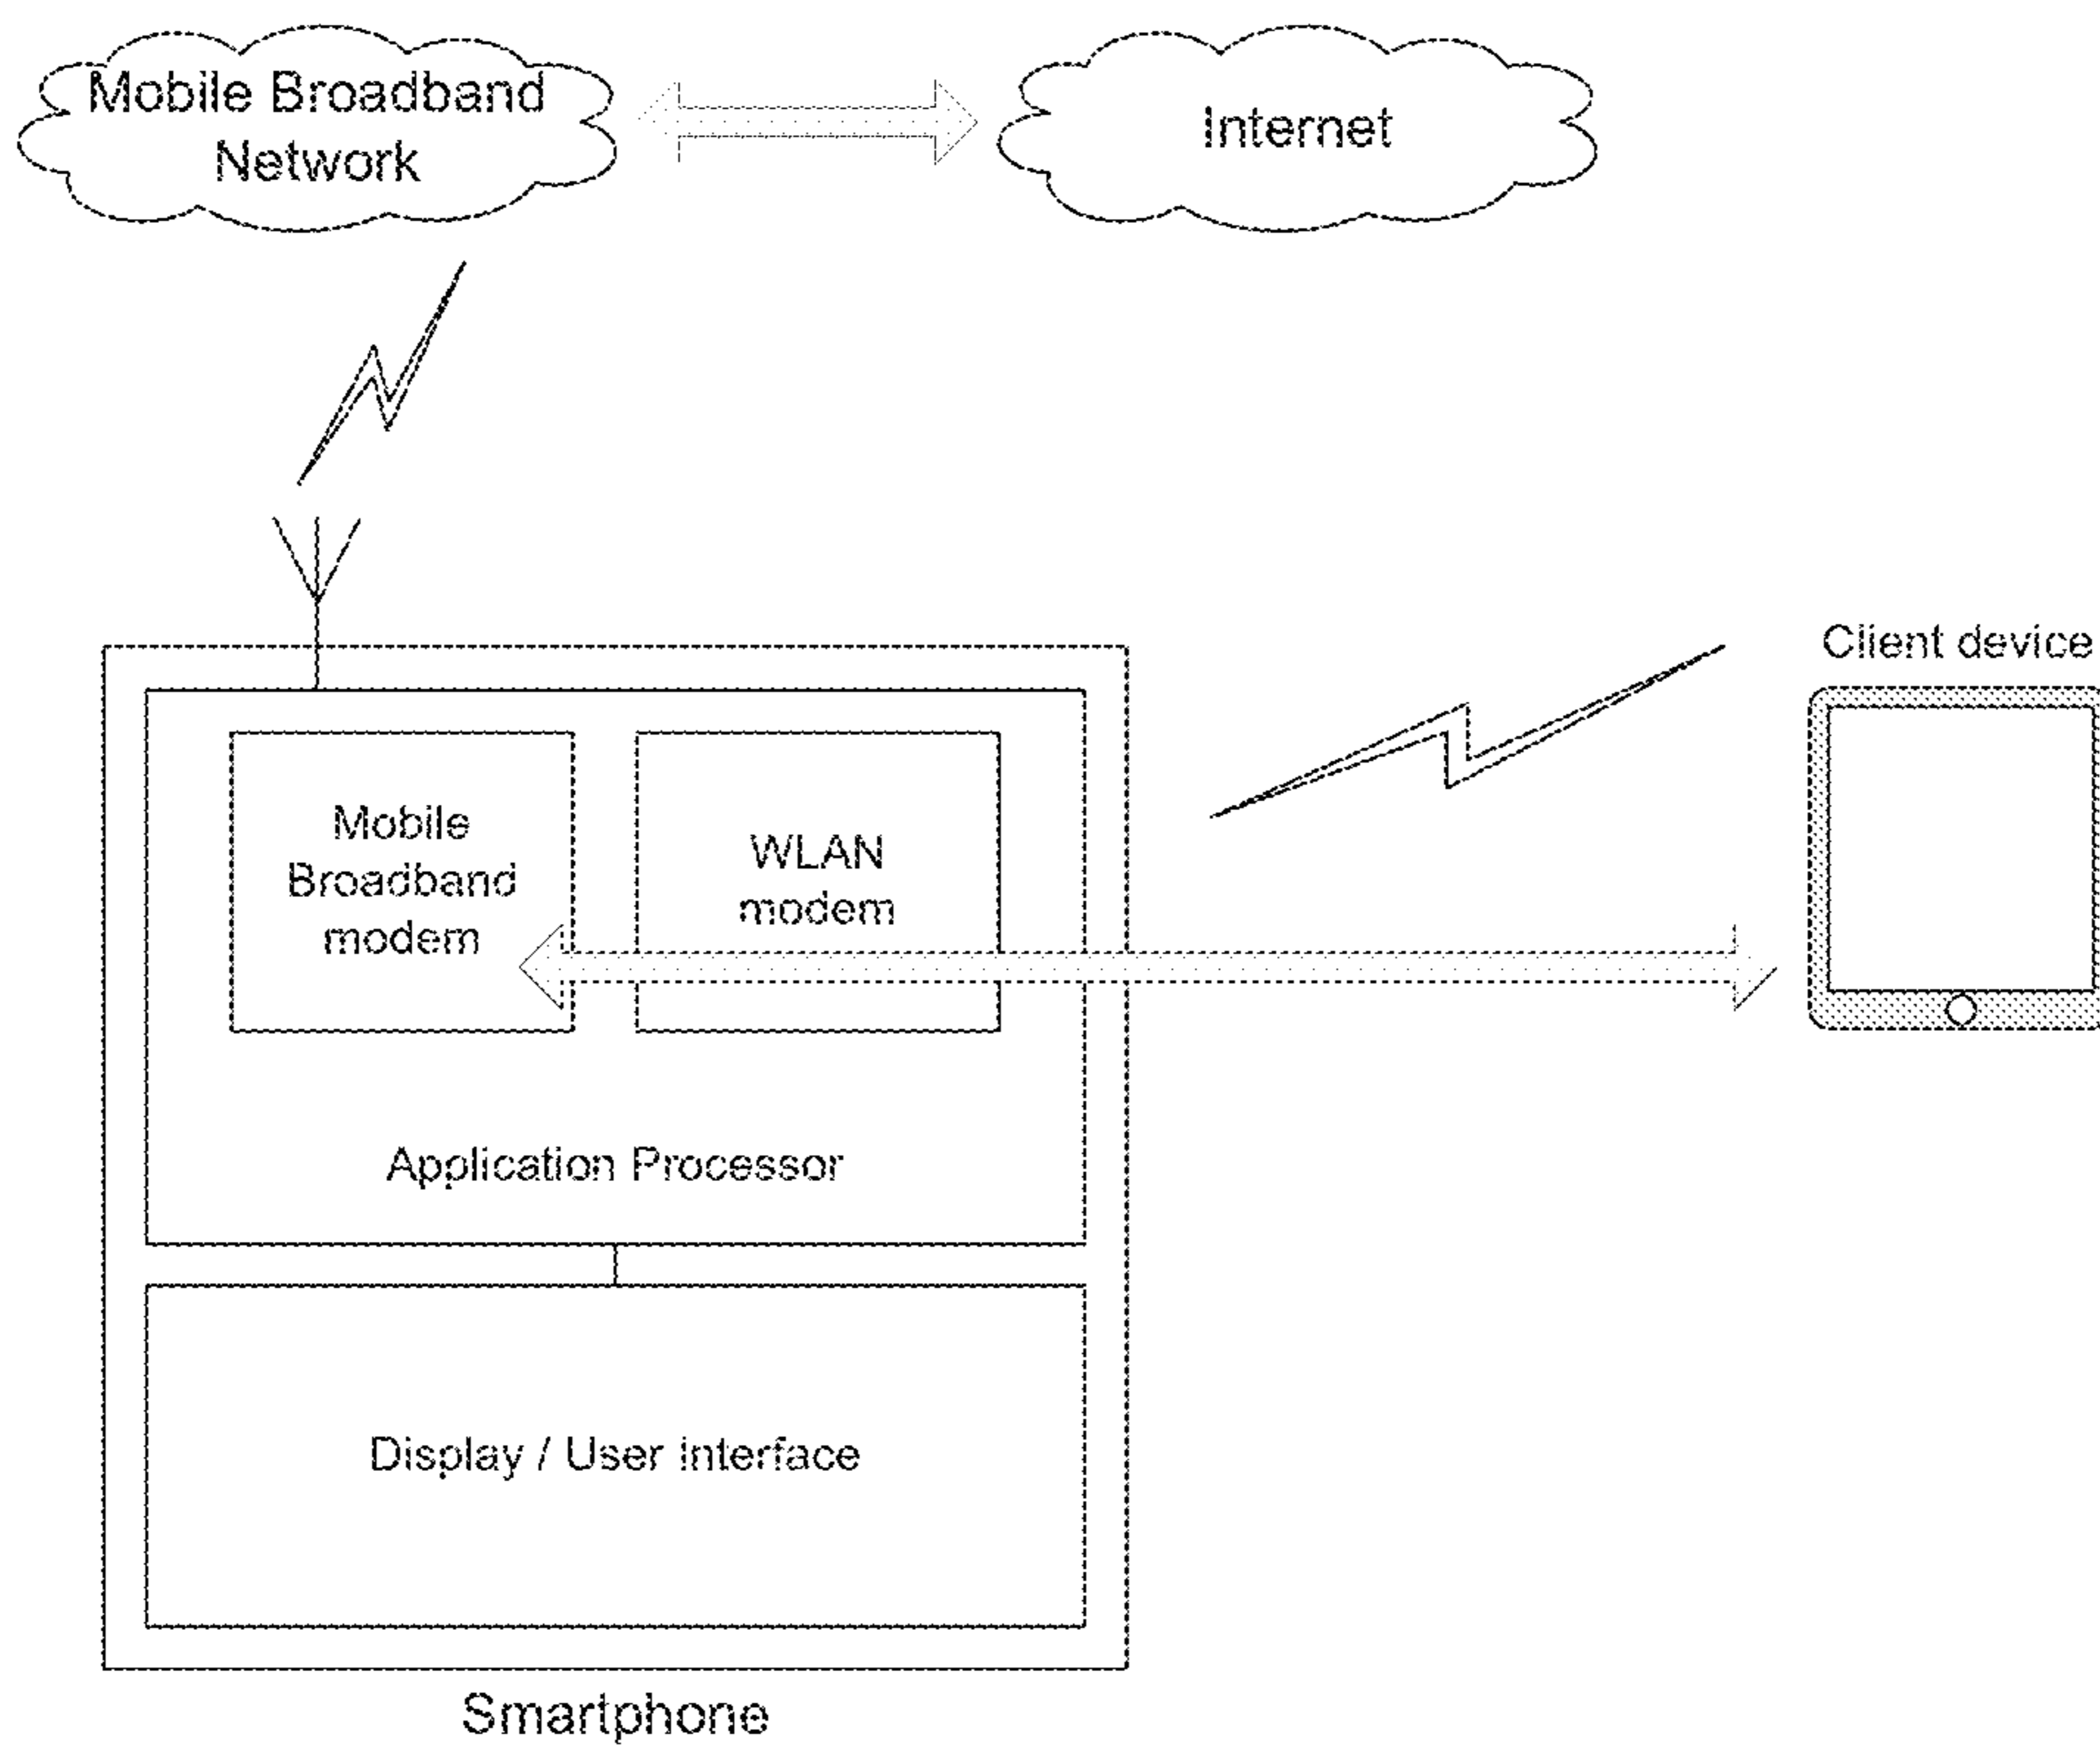 Mobile Broadband
Network
Internet
Client device
Mobile
Broadband
modem
WLAN
modem
Application Processor
Display / User Interface
Smartphone